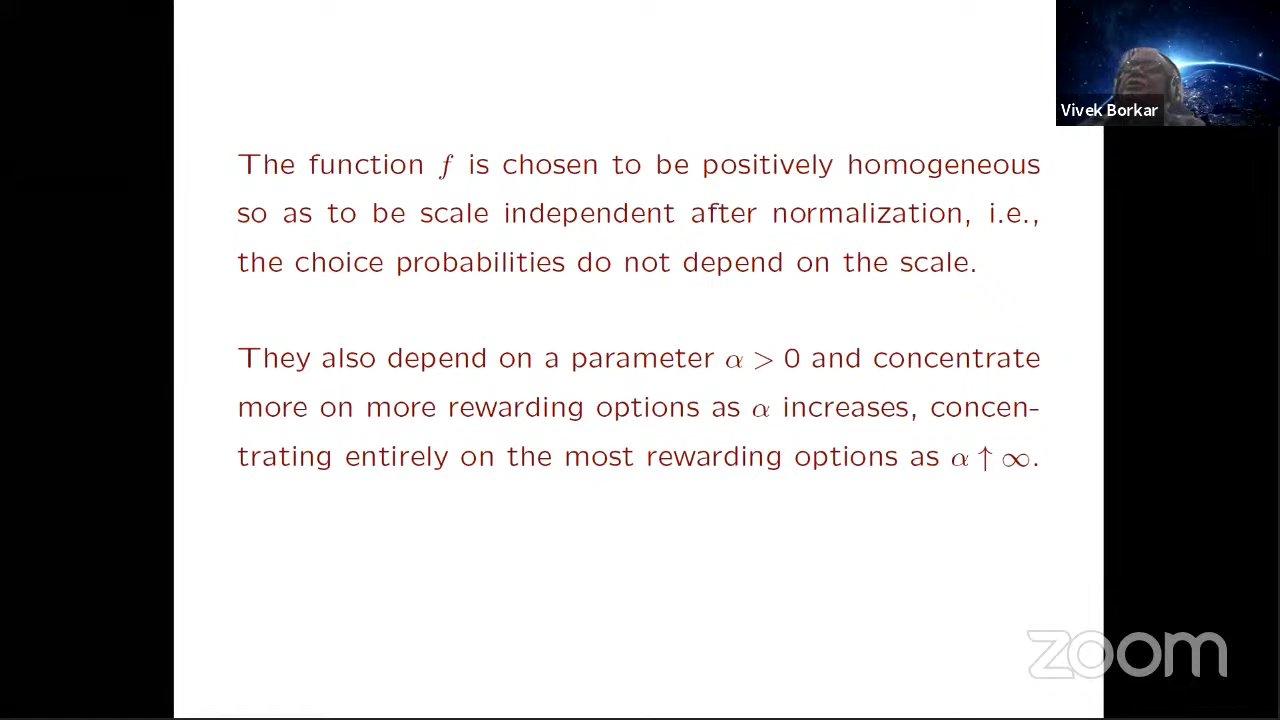 Vivek Borkar
The function f is chosen to be positively homogeneous
so as to be scale independent after normalization, i.e.,
the choice probabilities do not depend on the scale.
They also depend on a parameter α > 0 and concentrate
more on more rewarding options as α increases, concen-
trating entirely on the most rewarding options as α ↑ ∞.
zoom